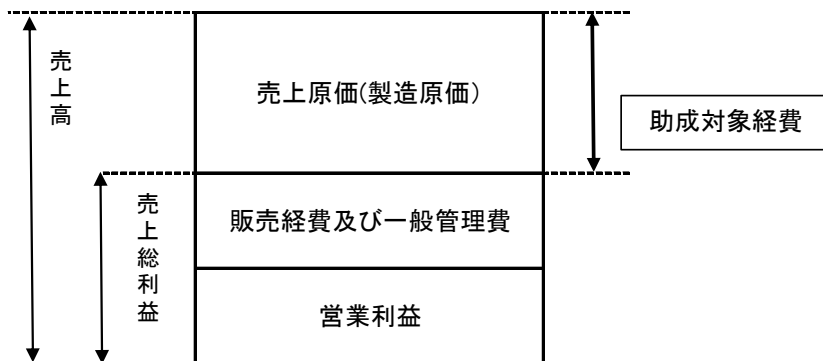 売上高
売上原価(製造原価)
助成対象経費
売上総利益
販売経費及び一般管理費
営業利益